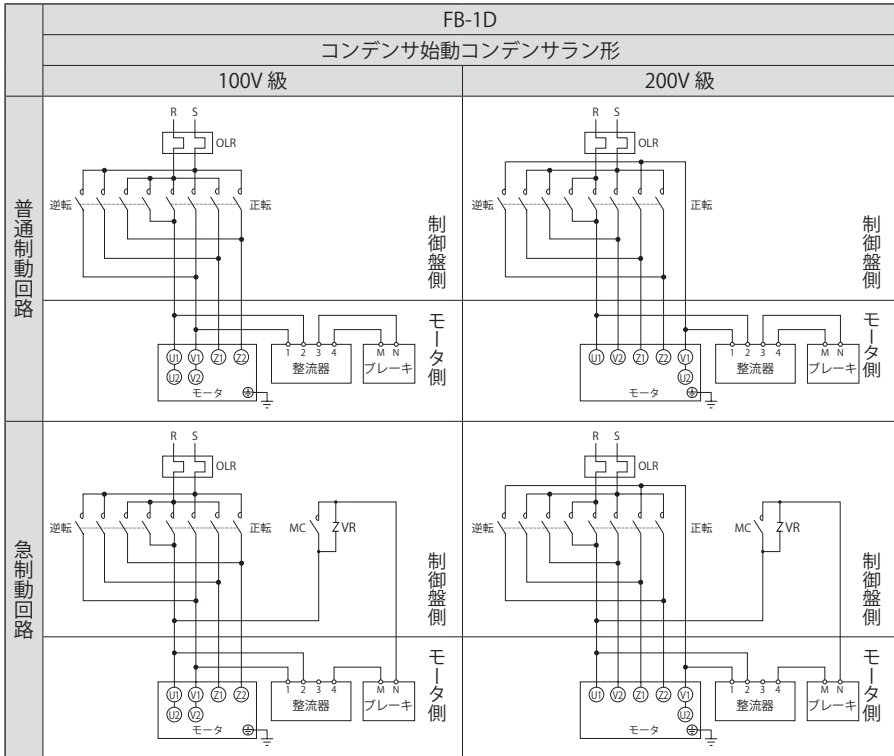 FB-1D
コンデンサ始動コンデンサラン形
100V 級
200V 級
普通制動回路
R S
OLR
逆転
正転
制御盤側
U1 V1 Z1 Z2
U2 V2
モータ
1 2 3 4
整流器
M N
ブレーキ
モータ側
R S
OLR
逆転
正転
制御盤側
U1 V2 Z1 Z2 V1
U2
モータ
1 2 3 4
整流器
M N
ブレーキ
モータ側
急制動回路
R S
OLR
逆転
正転
MC
VR
制御盤側
U1 V1 Z1 Z2
U2 V2
モータ
1 2 3 4
整流器
M N
ブレーキ
モータ側
R S
OLR
逆転
正転
MC
VR
制御盤側
U1 V2 Z1 Z2 V1
U2
モータ
1 2 3 4
整流器
M N
ブレーキ
モータ側